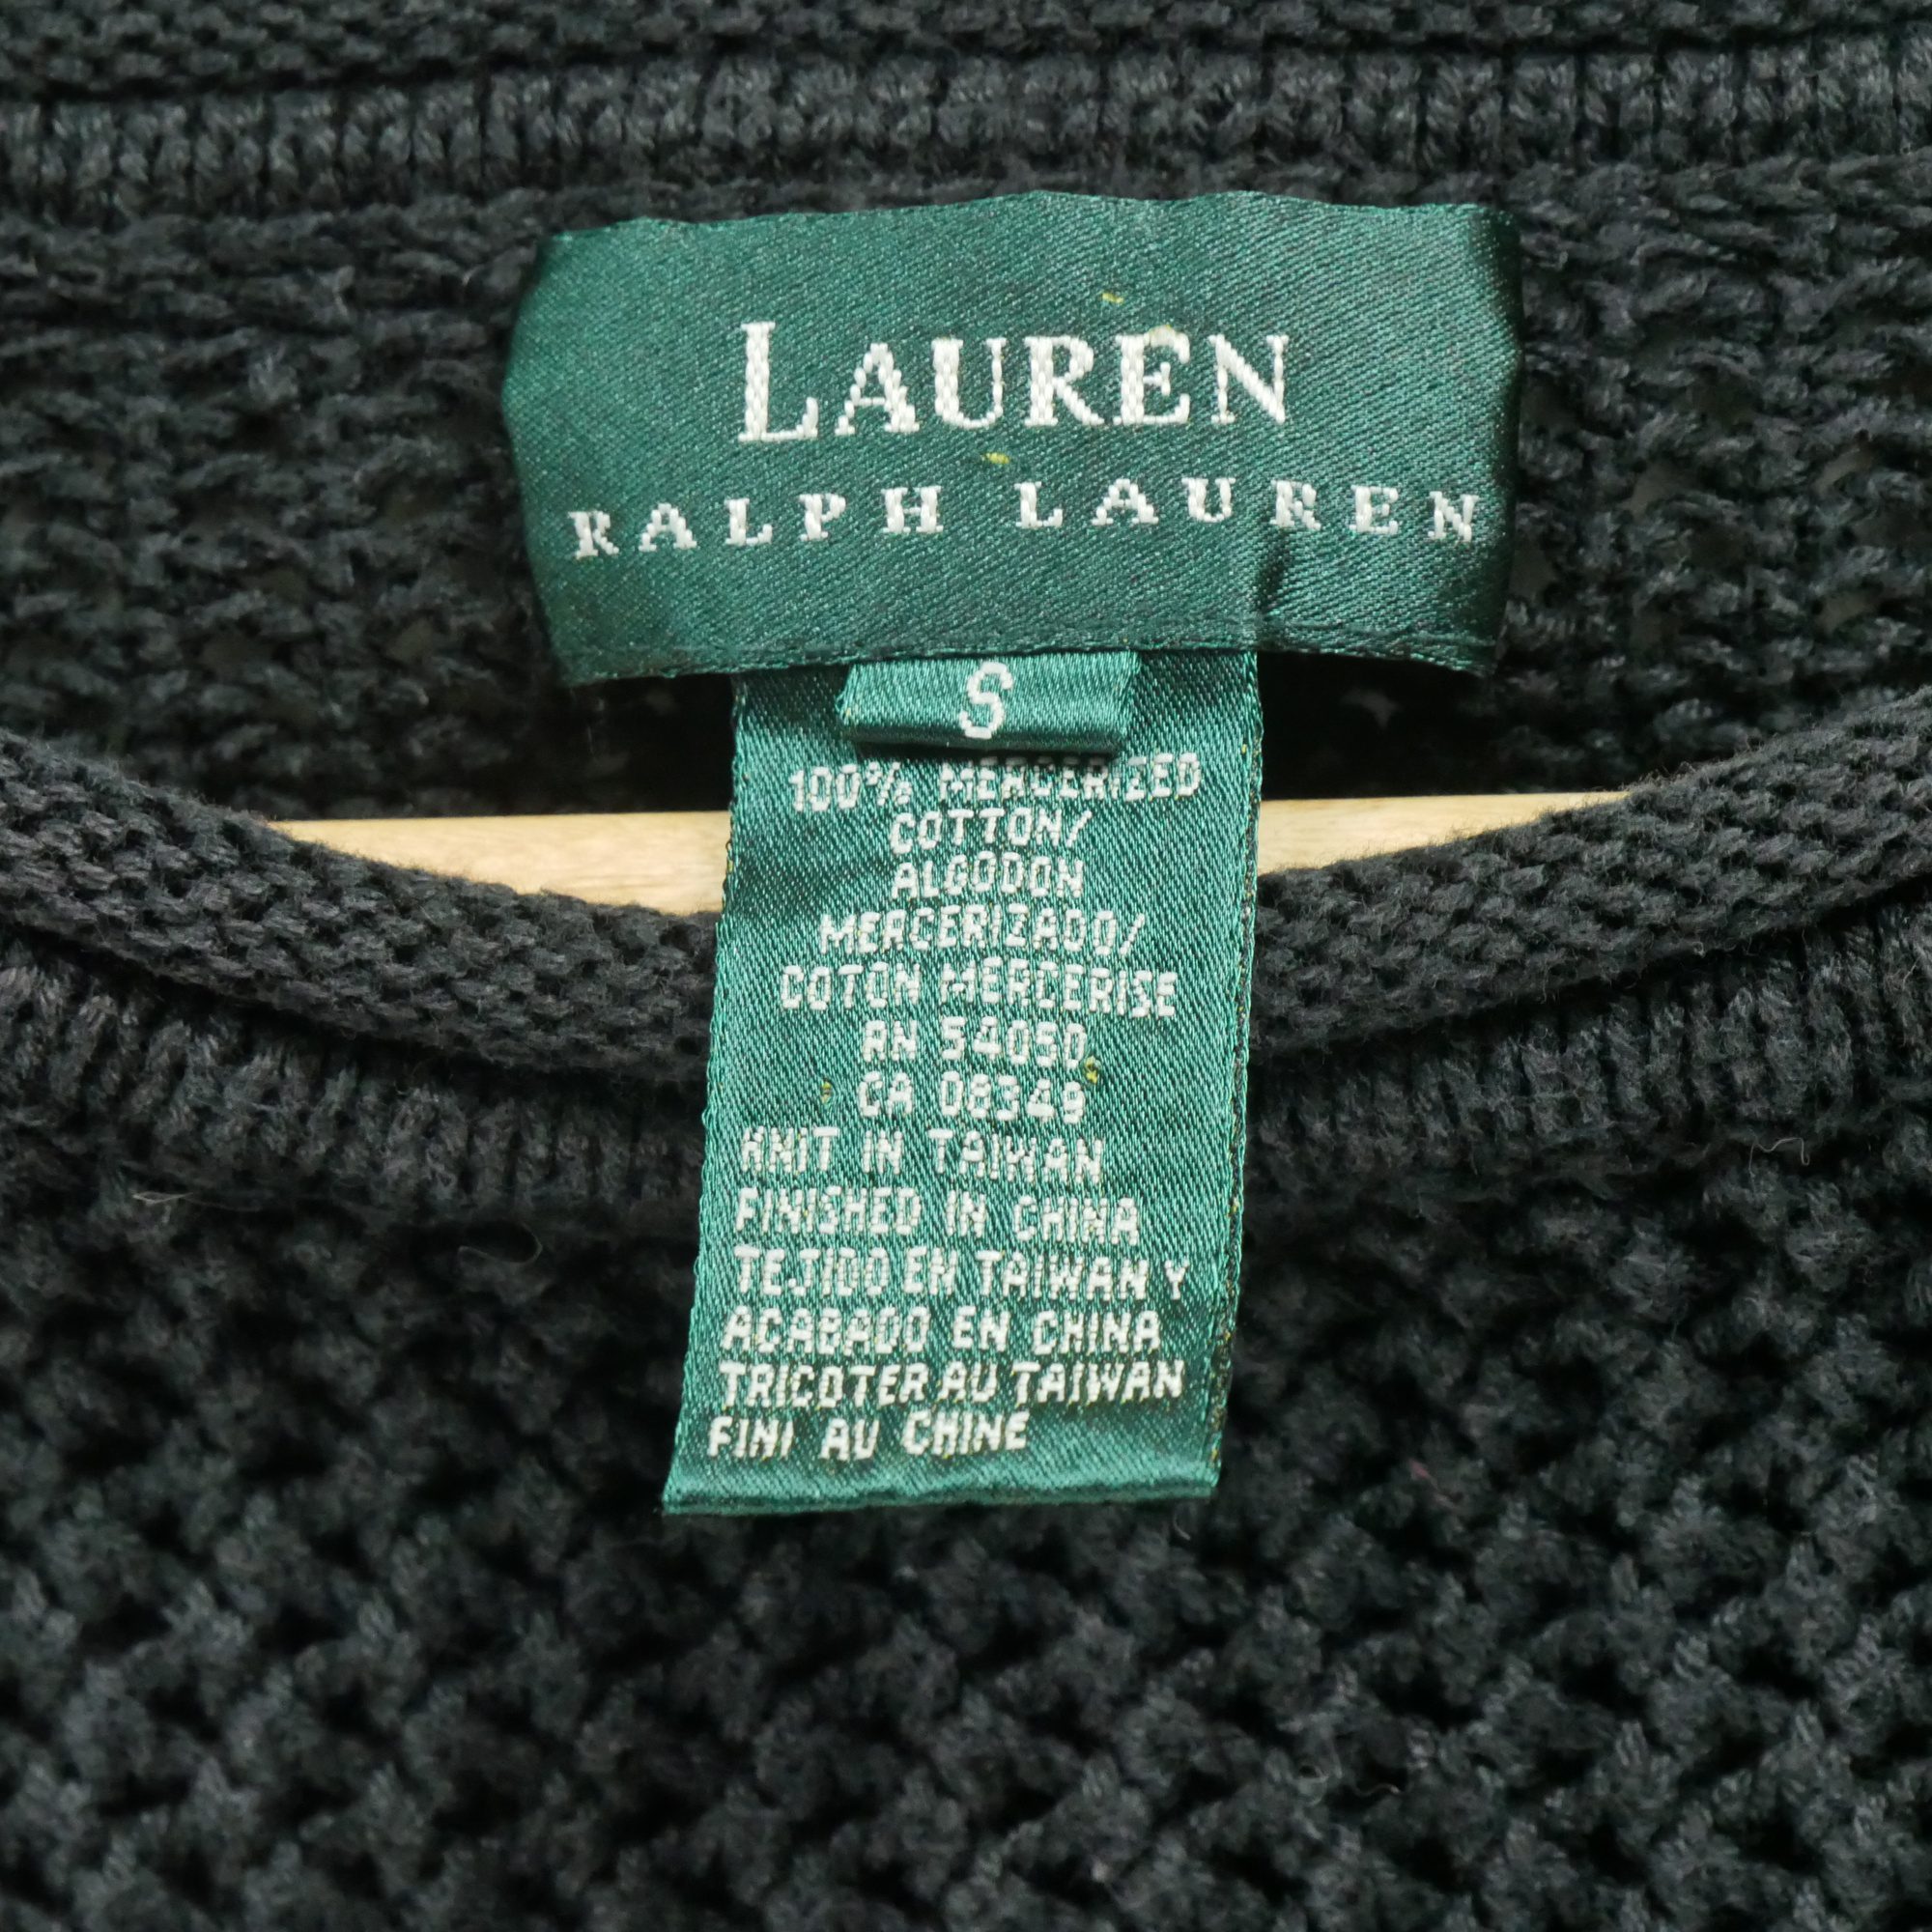 LAUREN
RALPH LAUREN
S
100% MERCERIZED
COTTON/
ALGODON
MERCERIZADO/
COTON MERCERISE
RN 54050
CA 08349
KNIT IN TAIWAN
FINISHED IN CHINA
TEJIDO EN TAIWAN Y
ACABADO EN CHINA
TRICOTER AU TAIWAN
FINI AU CHINE